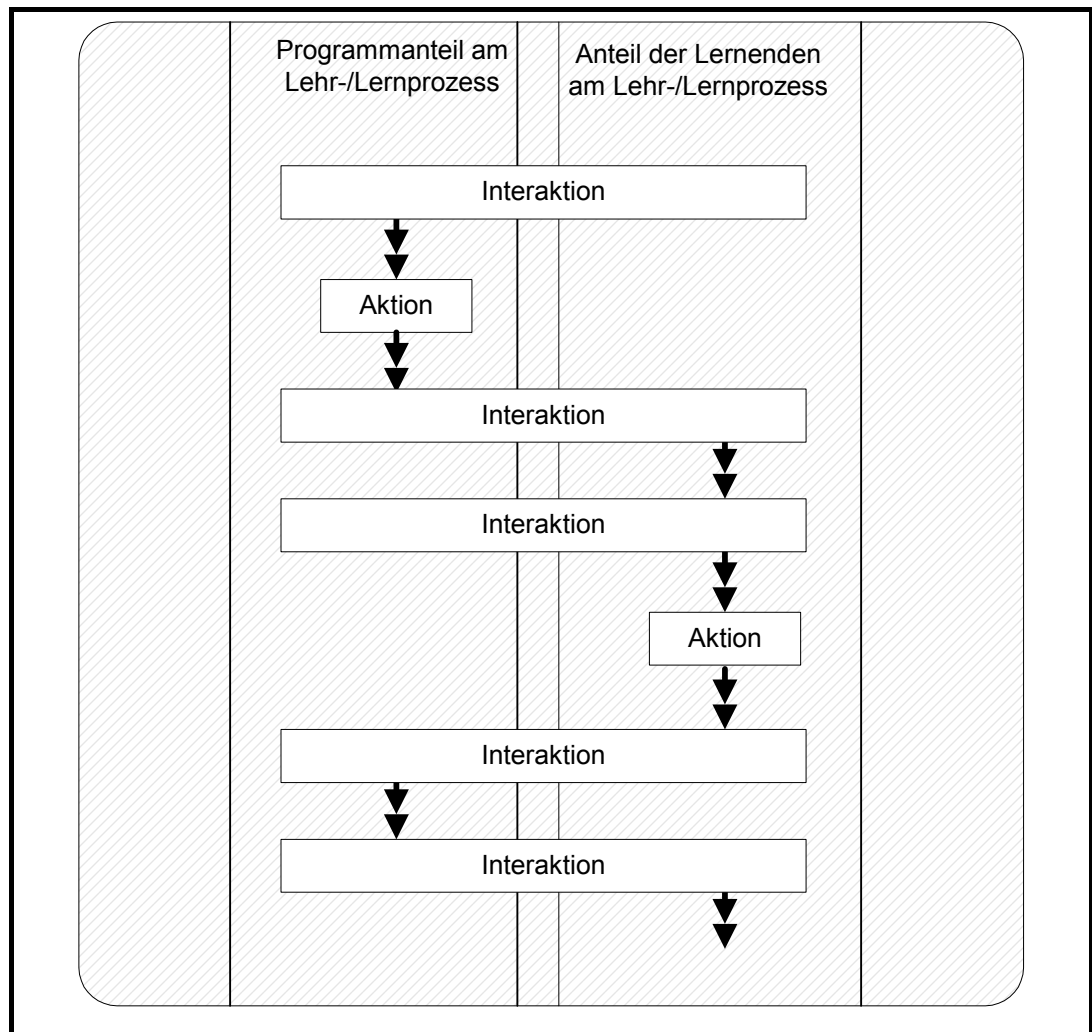 Programmanteil am
Lehr-/Lernprozess
Anteil der Lernenden
am Lehr-/Lernprozess
Interaktion
Aktion
Interaktion
Interaktion
Aktion
Interaktion
Interaktion